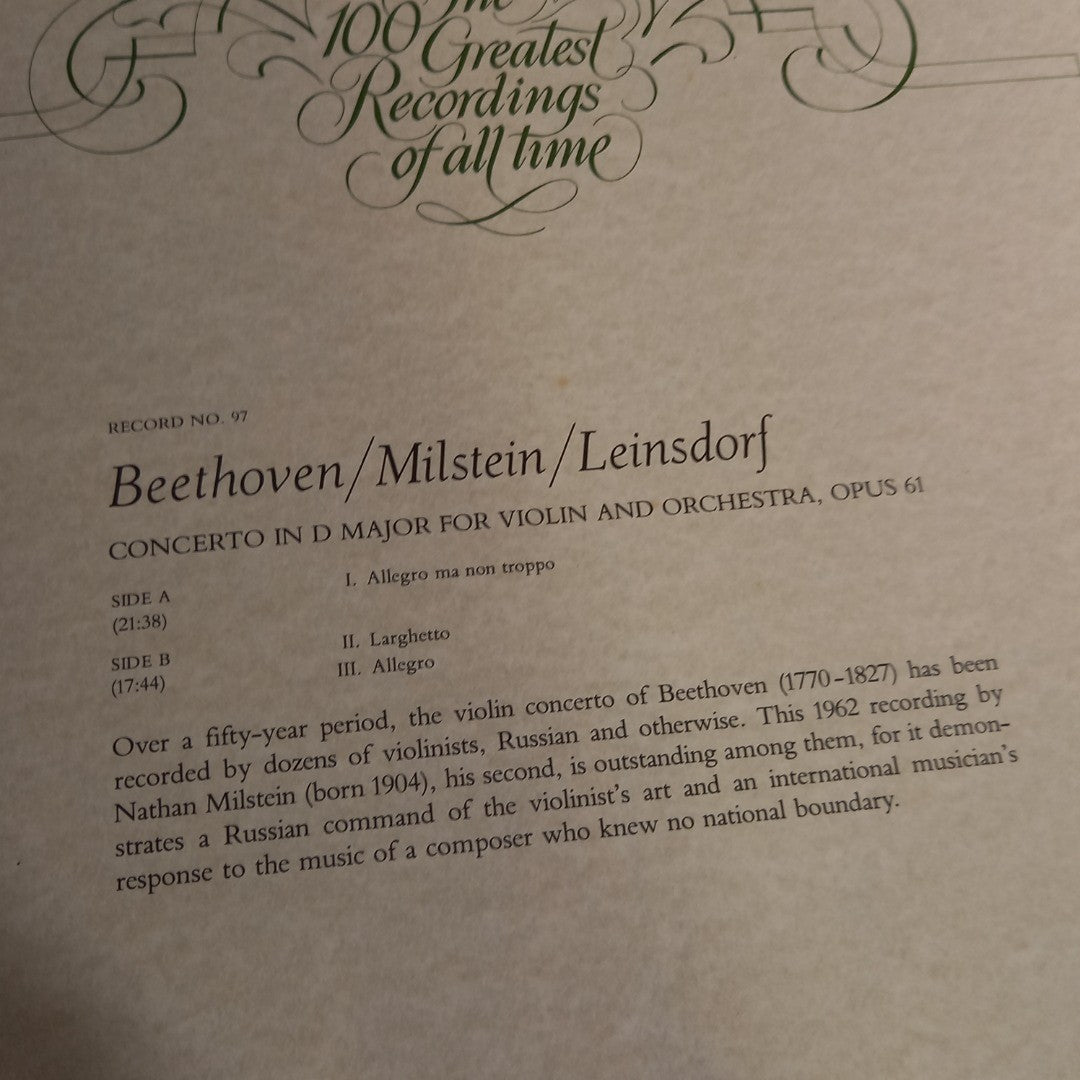 The
100 Greatest
Recordings
of all time
RECORD NO. 97
Beethoven/Milstein/Leinsdorf
CONCERTO IN D MAJOR FOR VIOLIN AND ORCHESTRA, OPUS 61
SIDE A I. Allegro ma non troppo
(21:38)
SIDE B II. Larghetto
(17:44) III. Allegro
Over a fifty-year period, the violin concerto of Beethoven (1770–1827) has been
recorded by dozens of violinists, Russian and otherwise. This 1962 recording by
Nathan Milstein (born 1904), his second, is outstanding among them, for it demon-
strates a Russian command of the violinist's art and an international musician's
response to the music of a composer who knew no national boundary.